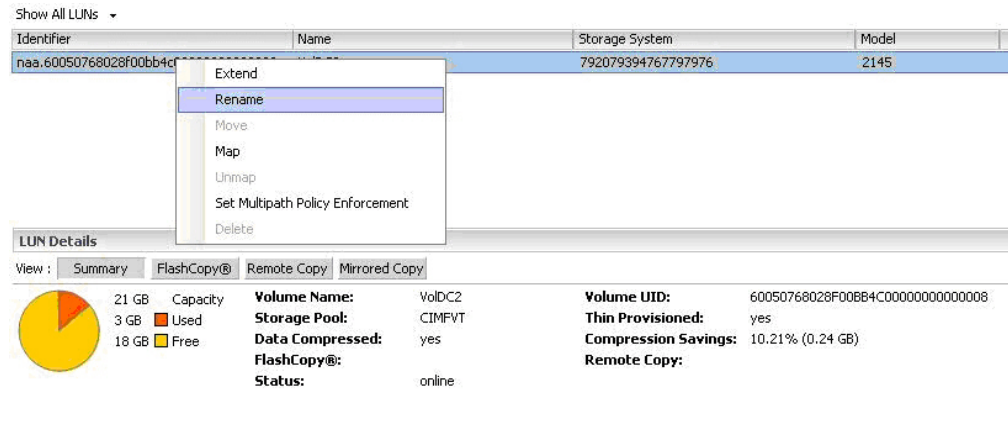 Show All LUNs
Identifier Name Storage System Model
naa.60050768028f00bb4c 792079394767797976 2145
Extend
Rename
Move
Map
Unmap
Set Multipath Policy Enforcement
Delete
LUN Details
View : Summary FlashCopy® Remote Copy Mirrored Copy
21 GB Capacity Volume Name: VolDC2 Volume UID: 60050768028F00BB4C00000000000008
3 GB Used Storage Pool: CIMFVT Thin Provisioned: yes
18 GB Free Data Compressed: yes Compression Savings: 10.21% (0.24 GB)
FlashCopy®: Remote Copy:
Status: online